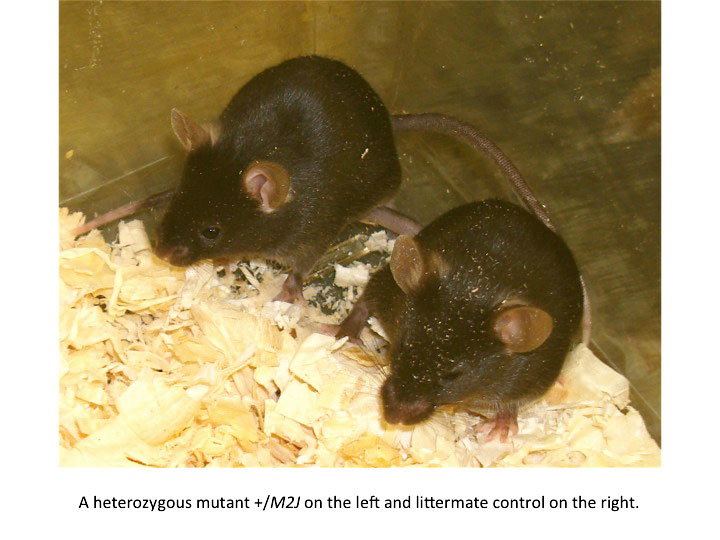 A heterozygous mutant +/M2J on the left and littermate control on the right.